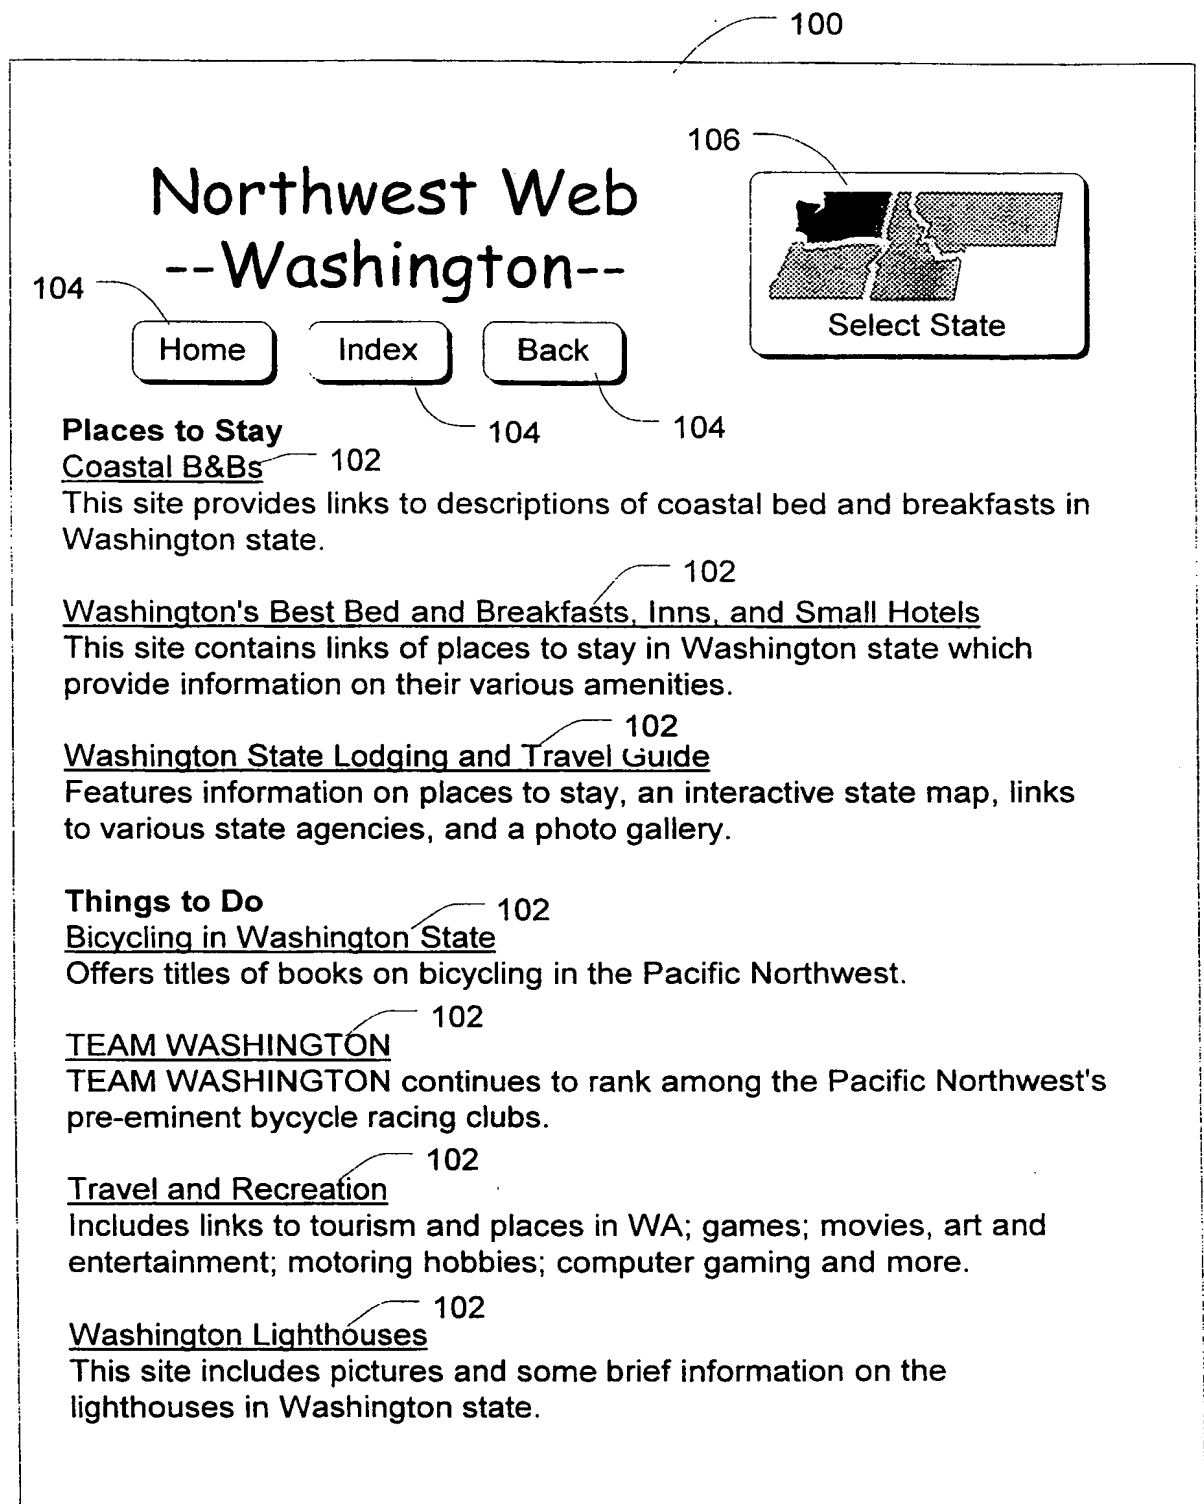 100
106
Northwest Web
--Washington--
104
Select State
Home Index Back
104 104
Places to Stay
Coastal B&Bs 102
This site provides links to descriptions of coastal bed and breakfasts in
Washington state.
102
Washington's Best Bed and Breakfasts, Inns, and Small Hotels
This site contains links of places to stay in Washington state which
provide information on their various amenities.
102
Washington State Lodging and Travel Guide
Features information on places to stay, an interactive state map, links
to various state agencies, and a photo gallery.
Things to Do
102
Bicycling in Washington State
Offers titles of books on bicycling in the Pacific Northwest.
102
TEAM WASHINGTON
TEAM WASHINGTON continues to rank among the Pacific Northwest's
pre-eminent bycycle racing clubs.
102
Travel and Recreation
Includes links to tourism and places in WA; games; movies, art and
entertainment; motoring hobbies; computer gaming and more.
102
Washington Lighthouses
This site includes pictures and some brief information on the
lighthouses in Washington state.